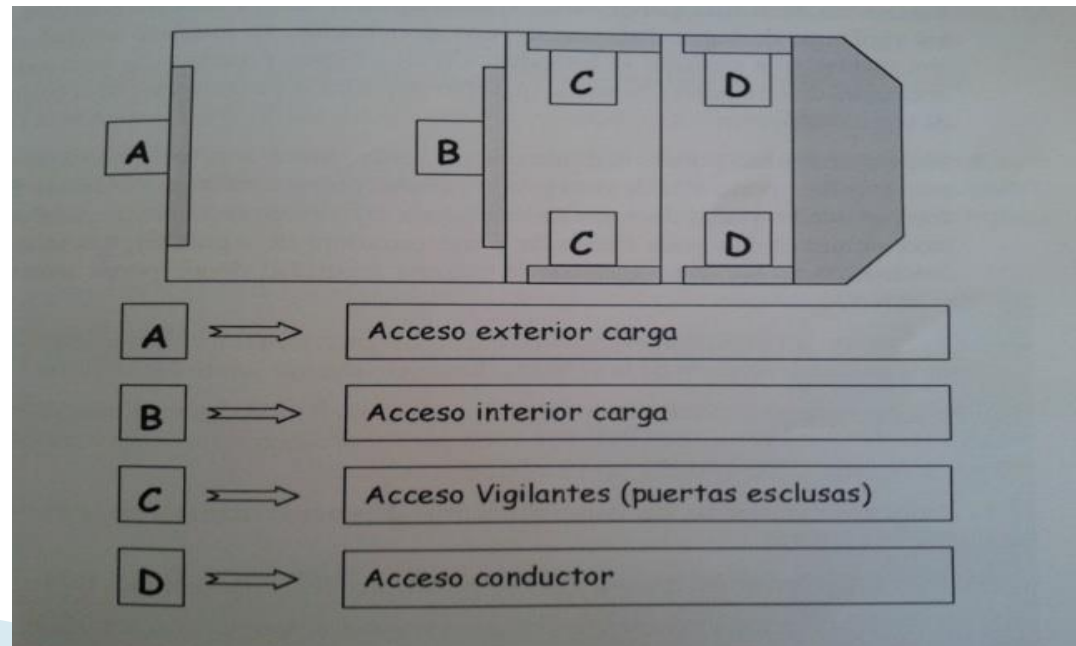 C D
A B
C D
A Acceso exterior carga
B Acceso interior carga
C Acceso Vigilantes (puertas esclusas)
D Acceso conductor